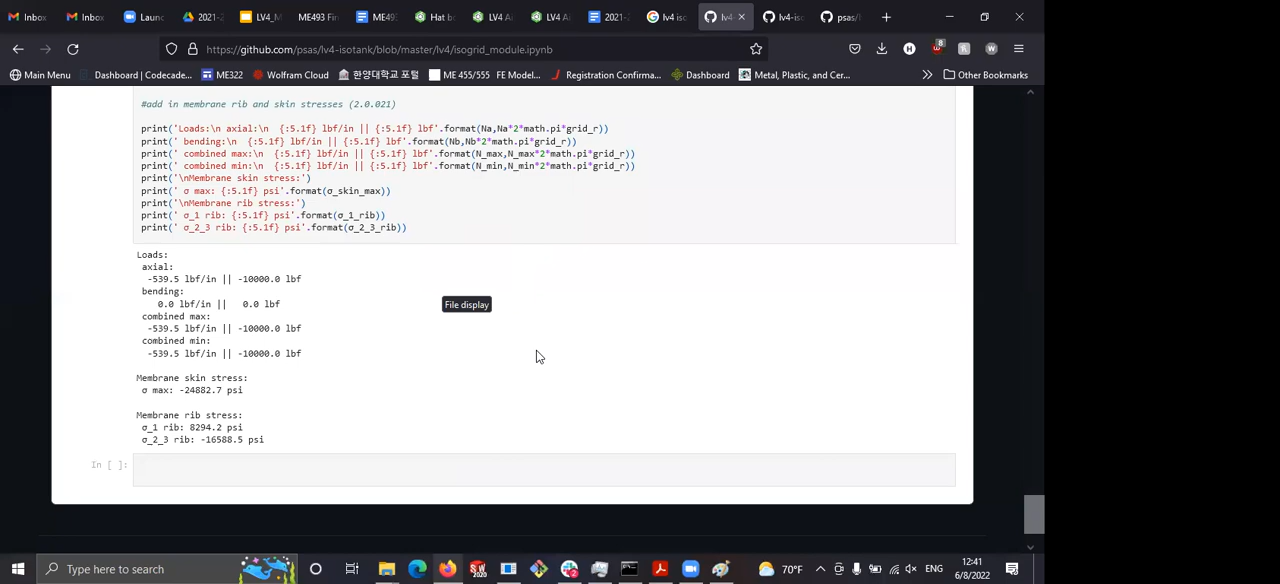 Inbox
Inbox
Launc
2021-2
LV4_M
ME493 Fin
ME493
Hat bo
LV4 Ai
LV4 Ai
2021-
lv4 iso
lv4
lv4-is
psas/l
https://github.com/psas/lv4-isotank/blob/master/lv4/isogrid_module.ipynb
8
H
W
Main Menu
Dashboard | Codecade...
ME322
Wolfram Cloud
한양대학교 포털
ME 455/555
FE Model...
Registration Confirma...
Dashboard
Metal, Plastic, and Cer...
Other Bookmarks
#add in membrane rib and skin stresses (2.0.021)
print('Loads:\n axial:\n  {:5.1f} lbf/in || {:5.1f} lbf'.format(Na,Na*2*math.pi*grid_r))
print(' bending:\n  {:5.1f} lbf/in || {:5.1f} lbf'.format(Nb,Nb*2*math.pi*grid_r))
print(' combined max:\n  {:5.1f} lbf/in || {:5.1f} lbf'.format(N_max,N_max*2*math.pi*grid_r))
print(' combined min:\n  {:5.1f} lbf/in || {:5.1f} lbf'.format(N_min,N_min*2*math.pi*grid_r))
print('\nMembrane skin stress:')
print(' σ max: {:5.1f} psi'.format(σ_skin_max))
print('\nMembrane rib stress:')
print(' σ_1 rib: {:5.1f} psi'.format(σ_1_rib))
print(' σ_2_3 rib: {:5.1f} psi'.format(σ_2_3_rib))
Loads:
axial:
-539.5 lbf/in || -10000.0 lbf
bending:
0.0 lbf/in ||   0.0 lbf
File display
combined max:
-539.5 lbf/in || -10000.0 lbf
combined min:
-539.5 lbf/in || -10000.0 lbf
Membrane skin stress:
σ max: -24882.7 psi
Membrane rib stress:
σ_1 rib: 8294.2 psi
σ_2_3 rib: -16588.5 psi
In [ ]:
Type here to search
70°F
ENG
12:41
6/8/2022